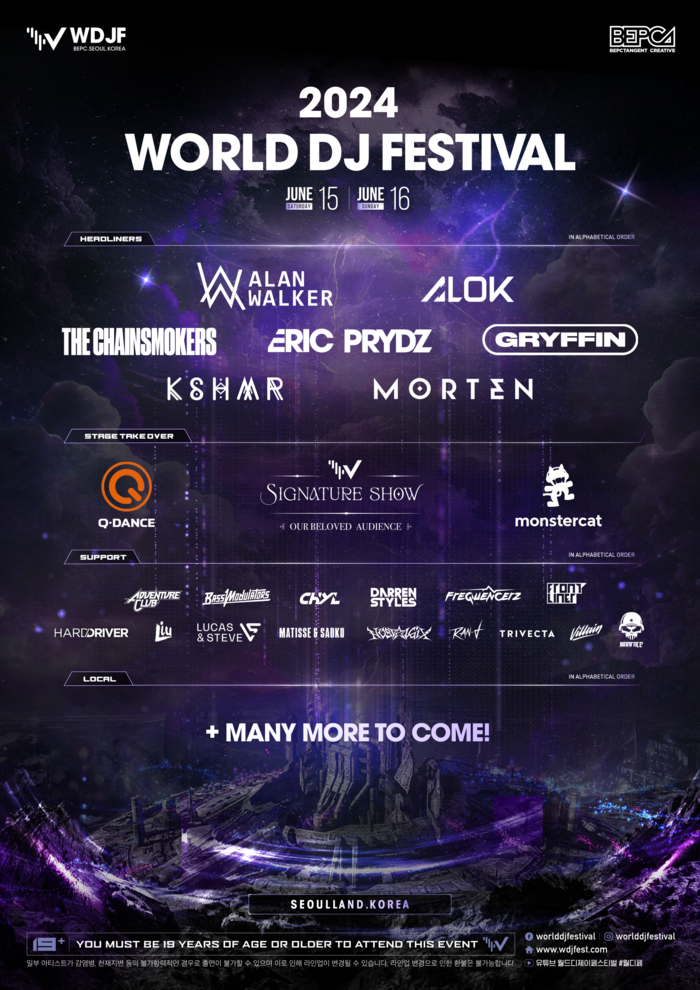 WDJF
BEPC.SEOUL.KOREA
BEPCA
BEPCTANGENT CREATIVE
2024
WORLD DJ FESTIVAL
JUNE SATURDAY 15 JUNE SUNDAY 16
HEADLINERS
IN ALPHABETICAL ORDER
ALAN WALKER
ALOK
THE CHAINSMOKERS ERIC PRYDZ GRYFFIN
KSHMR MORTEN
STAGE TAKE OVER
Q-DANCE
SIGNATURE SHOW
OUR BELOVED AUDIENCE
monstercat
SUPPORT
IN ALPHABETICAL ORDER
ADVENTURE CLUB BASSMODULATORS CHYL DARREN STYLES FREQUENCERZ FRONTLINER
HARDDRIVER Liu LUCAS & STEVE MATISSE & SADKO NOSTALGIX RAN-D TRIVECTA Villain WARFACE
LOCAL
IN ALPHABETICAL ORDER
+ MANY MORE TO COME!
SEOULLAND.KOREA
19+ YOU MUST BE 19 YEARS OF AGE OR OLDER TO ATTEND THIS EVENT
일부 아티스트가 감염병, 천재지변 등의 불가항력적인 경우로 출연이 불가할 수 있으며 이로 인해 라인업이 변경될 수 있습니다. 라인업 변경으로 인한 환불은 불가능합니다.
worlddjfestival worlddjfest
www.wdjfest.com
유튜브 월드디제이페스티벌 #월디페